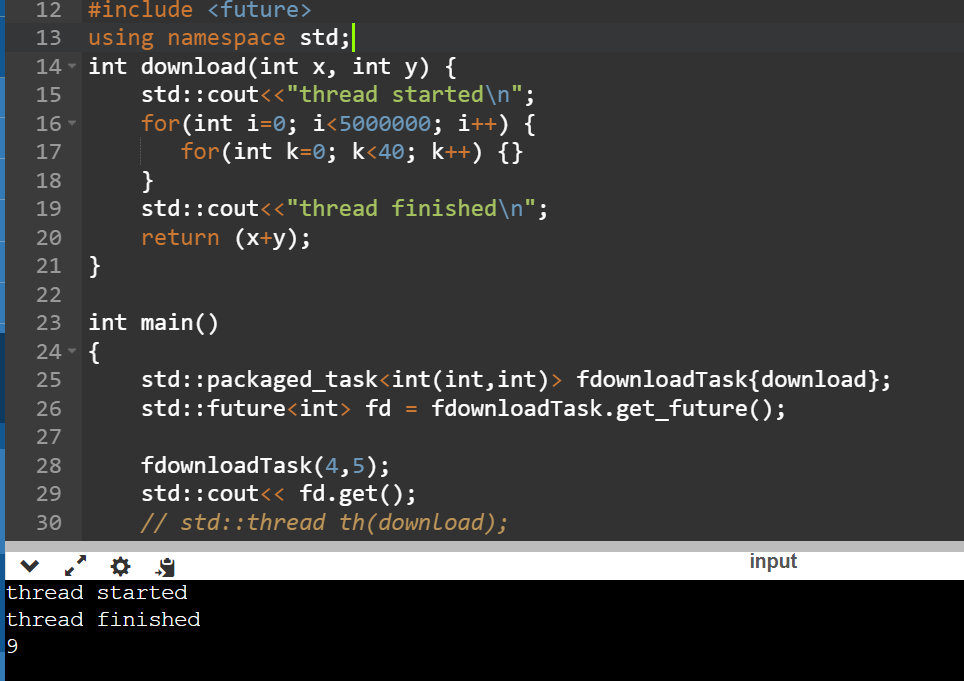 12 #include <future>
13 using namespace std;
14 int download(int x, int y) {
15     std::cout<<"thread started\n";
16     for(int i=0; i<5000000; i++) {
17        for(int k=0; k<40; k++) {}
18     }
19     std::cout<<"thread finished\n";
20     return (x+y);
21 }
22
23 int main()
24 {
25     std::packaged_task<int(int,int)> fdownloadTask{download};
26     std::future<int> fd = fdownloadTask.get_future();
27
28     fdownloadTask(4,5);
29     std::cout<< fd.get();
30     // std::thread th(download);
input
thread started
thread finished
9